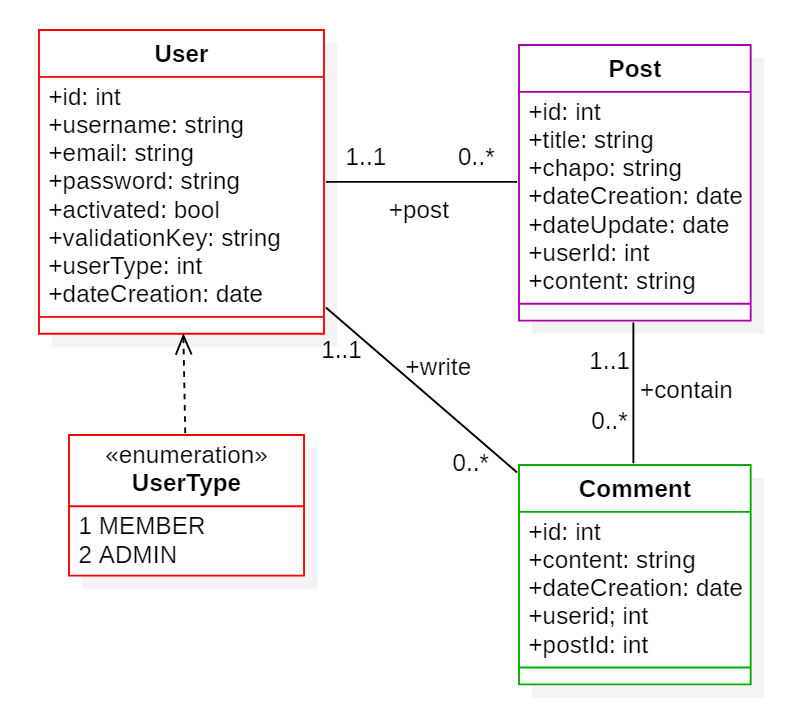 User
+id: int
+username: string
+email: string
+password: string
+activated: bool
+validationKey: string
+userType: int
+dateCreation: date
1..1
0..*
+post
Post
+id: int
+title: string
+chapo: string
+dateCreation: date
+dateUpdate: date
+userId: int
+content: string
1..1
+write
0..*
1..1
+contain
0..*
«enumeration»
UserType
1 MEMBER
2 ADMIN
Comment
+id: int
+content: string
+dateCreation: date
+userid; int
+postId: int